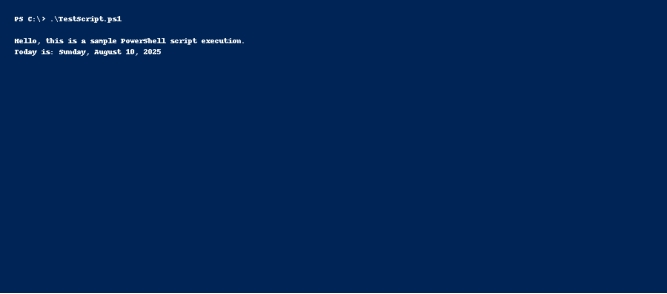 PS C:\> .\TestScript.ps1
Hello, this is a sample PowerShell script execution.
Today is: Sunday, August 10, 2025